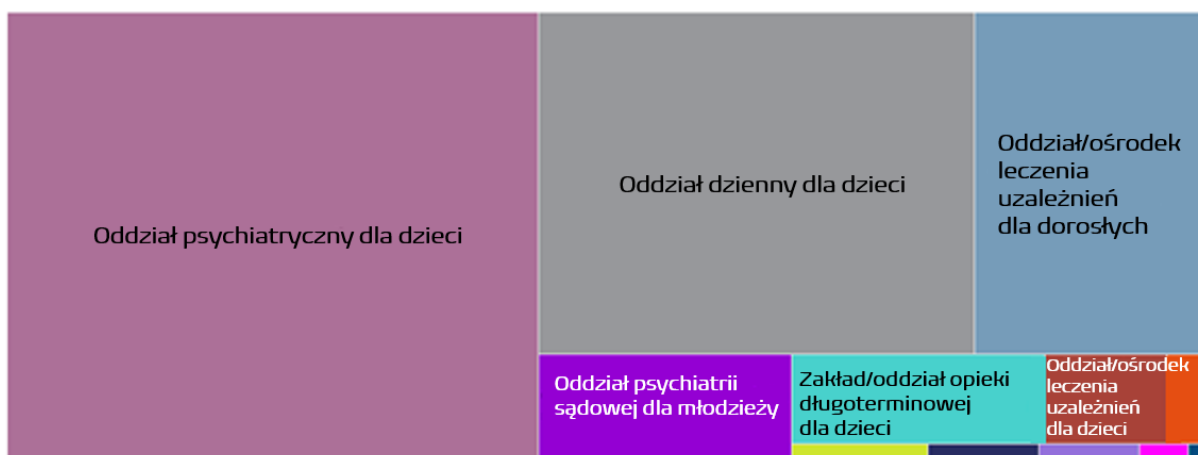 Oddział psychiatryczny dla dzieci
Oddział dzienny dla dzieci
Oddział/ośrodek
leczenia
uzależnień
dla dorosłych
Oddział psychiatrii
sądowej dla młodzieży
Zakład/oddział opieki
długoterminowej
dla dzieci
Oddział/ośrodek
leczenia
uzależnień
dla dzieci